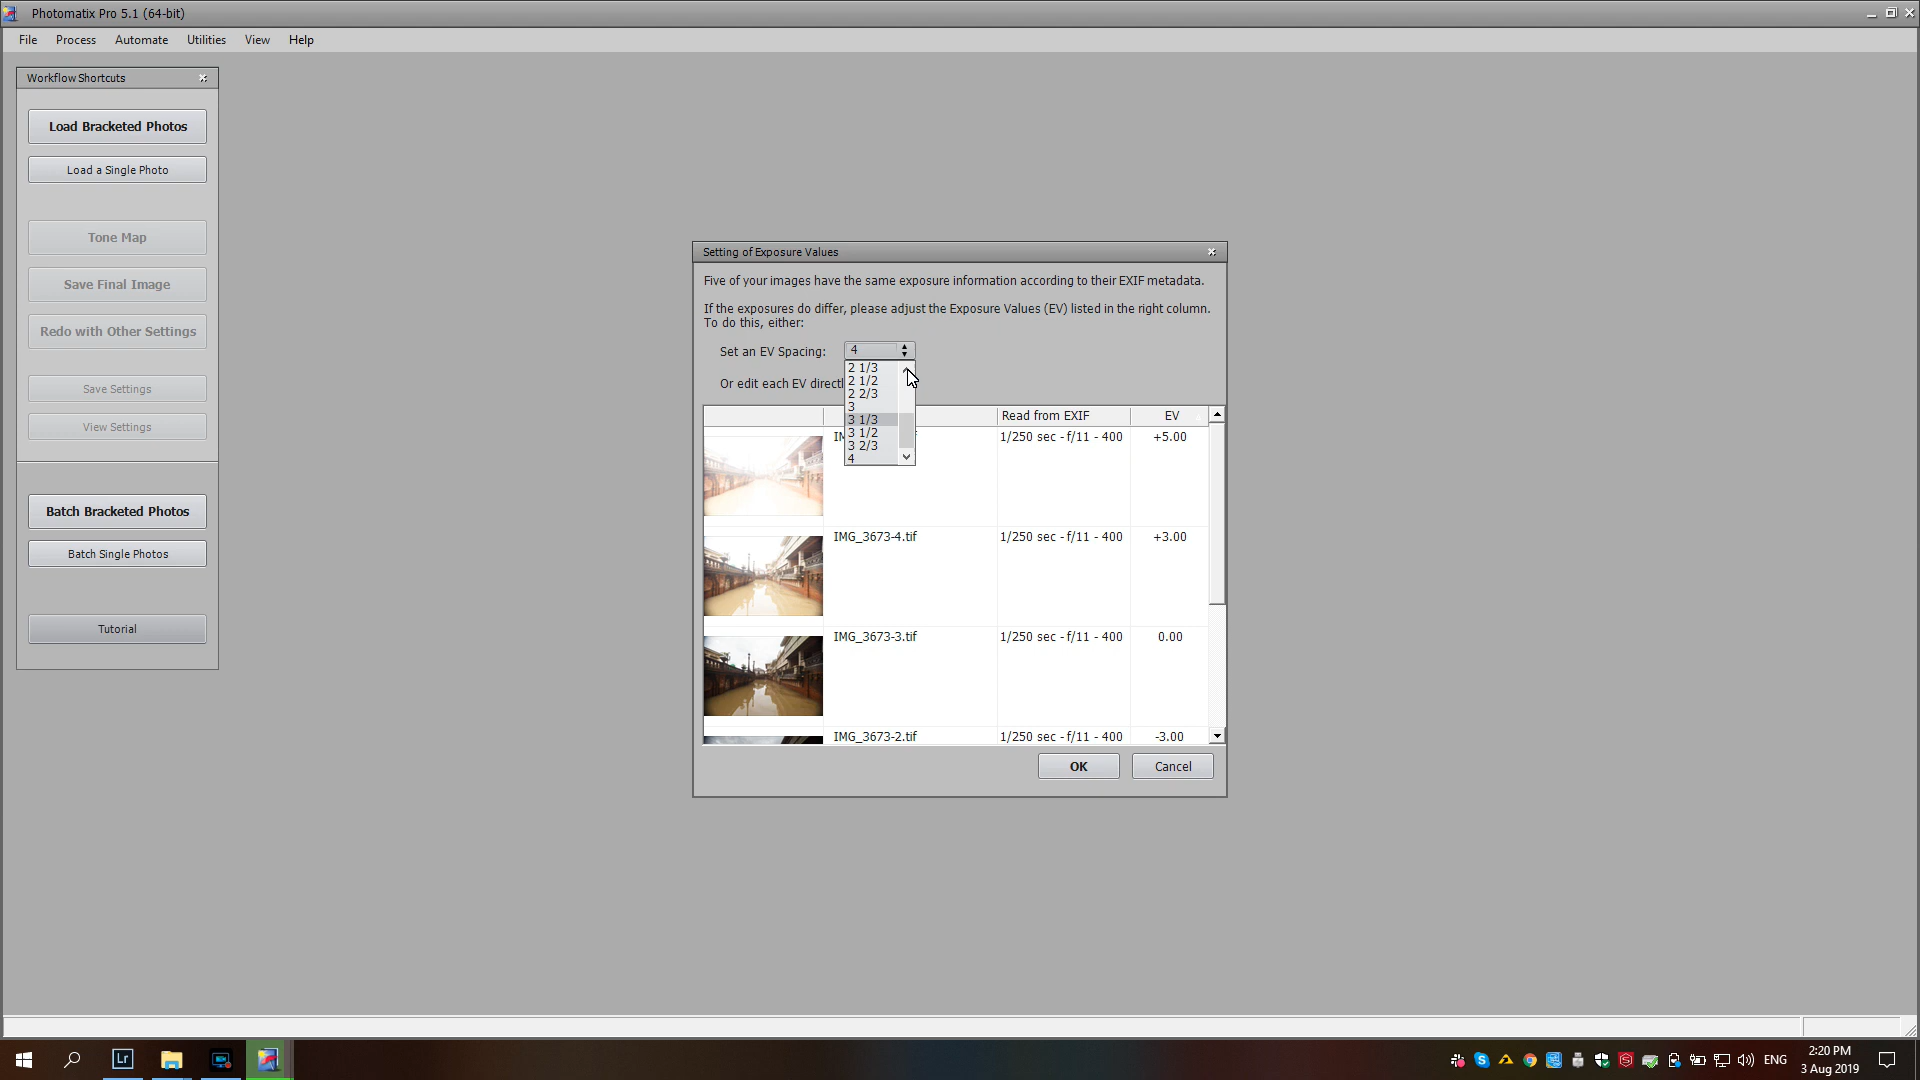 Photomatix Pro 5.1 (64-bit)
File Process Automate Utilities View Help
Workflow Shortcuts
Load Bracketed Photos
Load a Single Photo
Tone Map
Save Final Image
Redo with Other Settings
Save Settings
View Settings
Batch Bracketed Photos
Batch Single Photos
Tutorial
Setting of Exposure Values
Five of your images have the same exposure information according to their EXIF metadata.
If the exposures do differ, please adjust the Exposure Values (EV) listed in the right column.
To do this, either:
Set an EV Spacing: 4
2 1/3
2 1/2
2 2/3
3
3 1/3
3 1/2
3 2/3
4
Or edit each EV directl
Read from EXIF EV
1/250 sec - f/11 - 400 +5.00
IMG_3673-4.tif 1/250 sec - f/11 - 400 +3.00
IMG_3673-3.tif 1/250 sec - f/11 - 400 0.00
IMG_3673-2.tif 1/250 sec - f/11 - 400 -3.00
OK Cancel
Lr
ENG
2:20 PM
3 Aug 2019